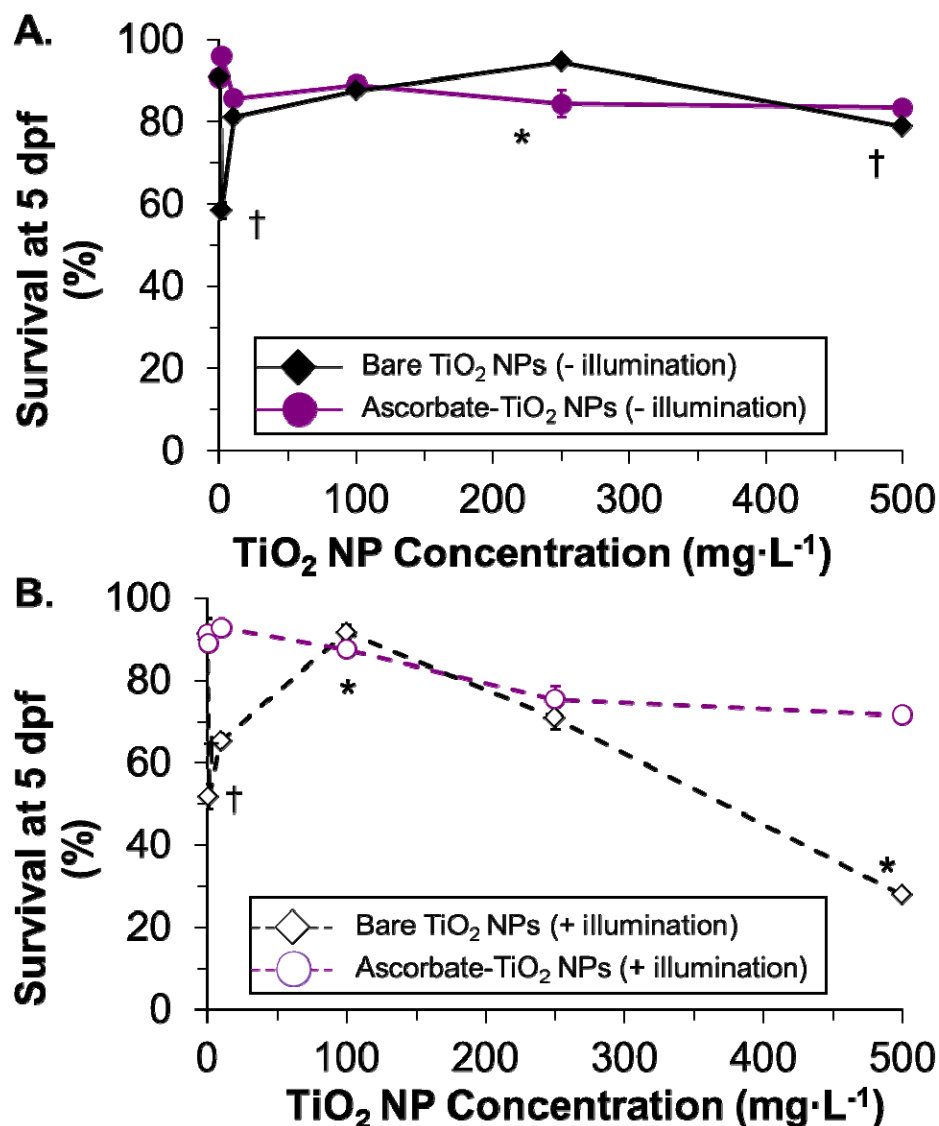 A.
Survival at 5 dpf
(%)
100
80
60
40
20
0
*
†
†
Bare TiO₂ NPs (- illumination)
Ascorbate-TiO₂ NPs (- illumination)
0 100 200 300 400 500
TiO₂ NP Concentration (mg·L⁻¹)
B.
Survival at 5 dpf
(%)
100
80
60
40
20
0
*
†
†
*
Bare TiO₂ NPs (+ illumination)
Ascorbate-TiO₂ NPs (+ illumination)
0 100 200 300 400 500
TiO₂ NP Concentration (mg·L⁻¹)